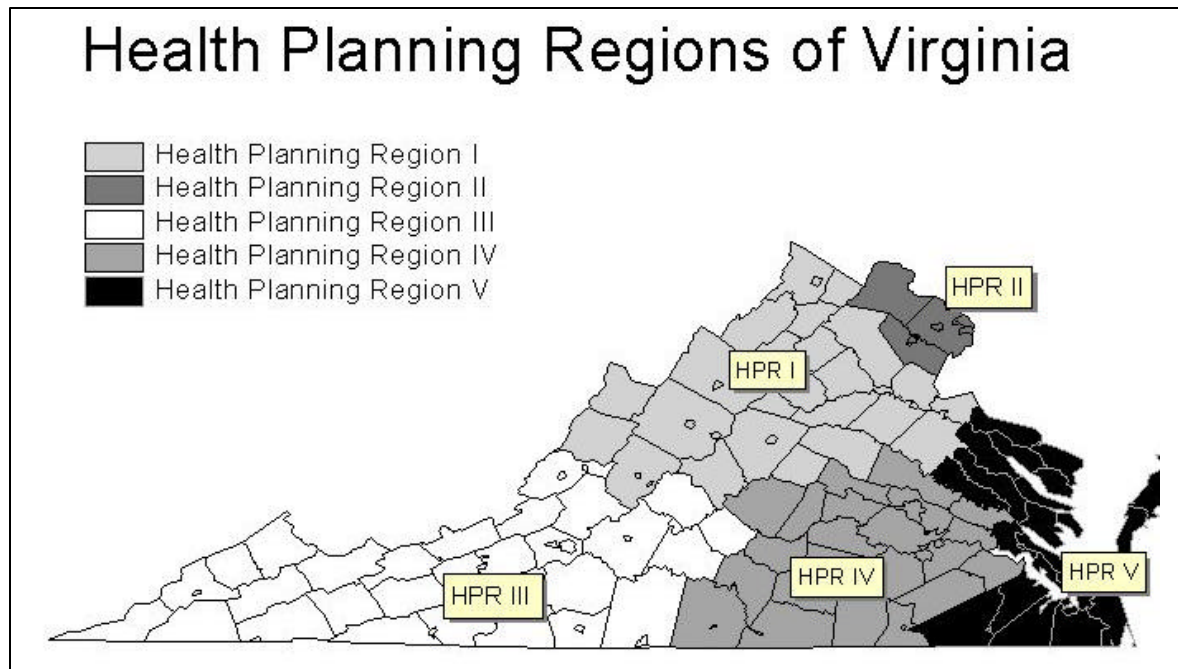 Health Planning Regions of Virginia
Health Planning Region I
Health Planning Region II
Health Planning Region III
Health Planning Region IV
Health Planning Region V
HPR II
HPR I
HPR IV
HPR V
HPR III